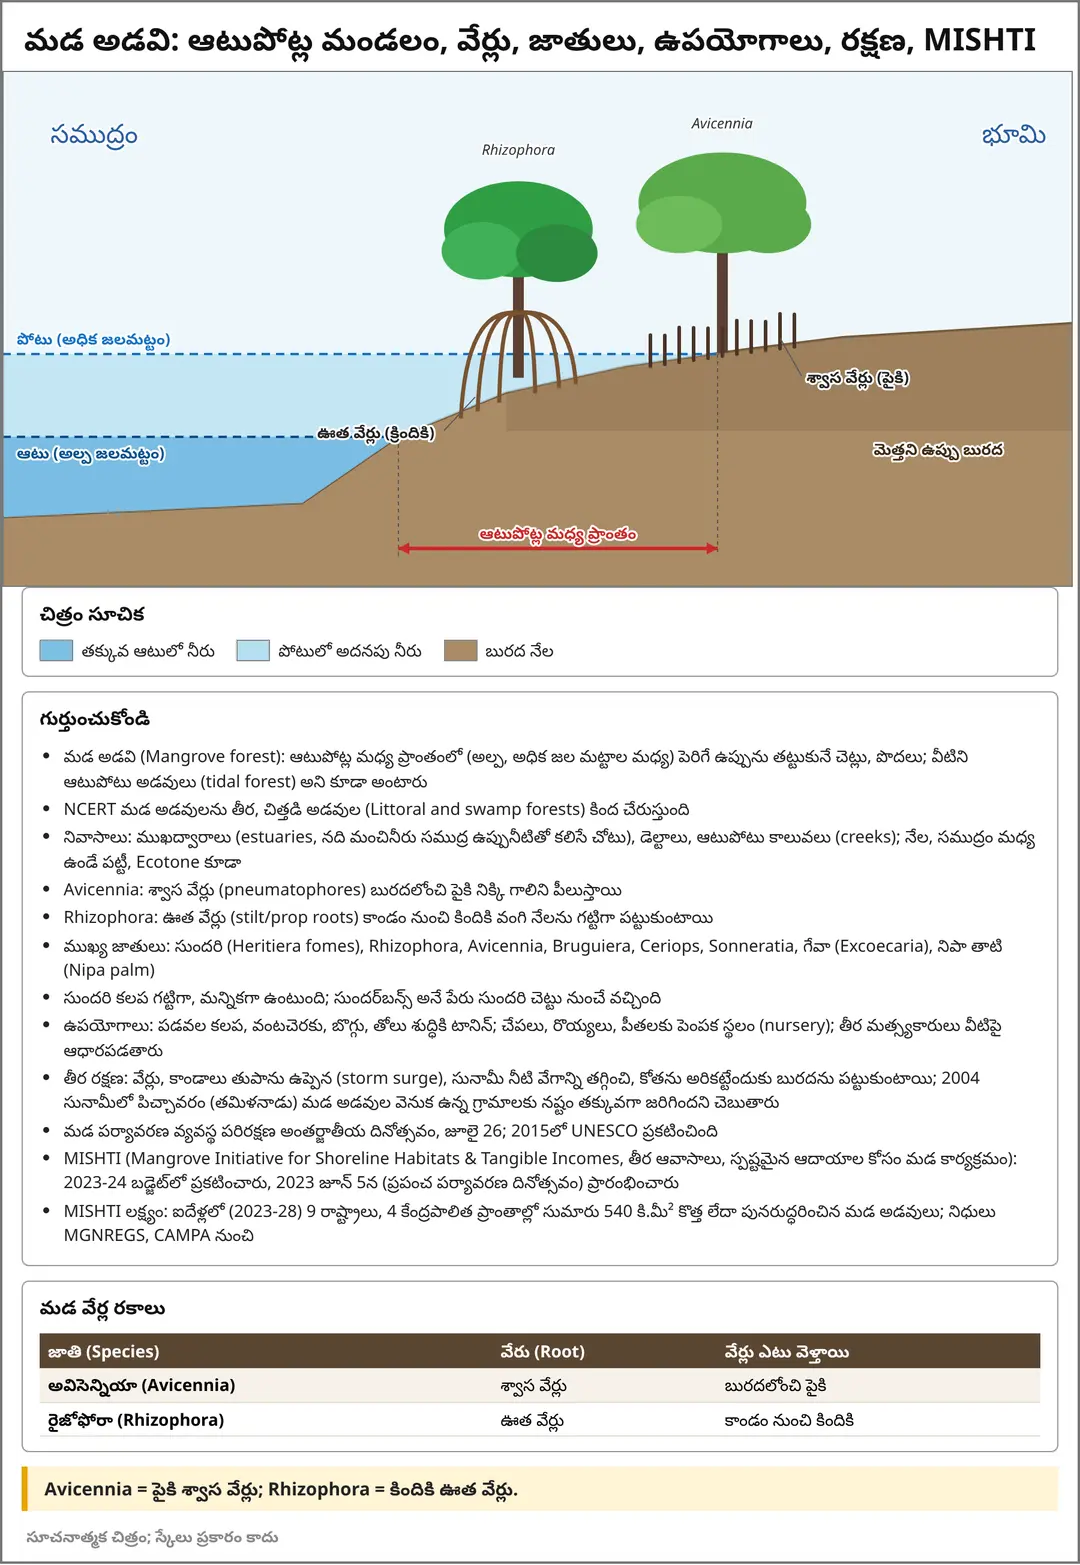 మడ అడవి: ఆటుపోట్ల మండలం, వేర్లు, జాతులు, ఉపయోగాలు, రక్షణ, MISHTI
సముద్రం
భూమి
Avicennia
Rhizophora
పోటు (అధిక జలమట్టం)
శ్వాస వేర్లు (పైకి)
ఊత వేర్లు (క్రిందికి)
ఆటు (అల్ప జలమట్టం)
మెత్తని ఉప్పు బురద
ఆటుపోట్ల మధ్య ప్రాంతం
చిత్రం సూచిక
తక్కువ ఆటులో నీరు
పోటులో అదనపు నీరు
బురద నేల
గుర్తుంచుకోండి
• మడ అడవి (Mangrove forest): ఆటుపోట్ల మధ్య ప్రాంతంలో (అల్ప, అధిక జల మట్టాల మధ్య) పెరిగే ఉప్పును తట్టుకునే చెట్లు, పొదలు; వీటిని
ఆటుపోటు అడవులు (tidal forest) అని కూడా అంటారు
• NCERT మడ అడవులను తీర, చిత్తడి అడవుల (Littoral and swamp forests) కింద చేరుస్తుంది
• నివాసాలు: ముఖద్వారాలు (estuaries, నది మంచినీరు సముద్ర ఉప్పునీటితో కలిసే చోటు), డెల్టాలు, ఆటుపోటు కాలువలు (creeks); నేల, సముద్రం మధ్య
ఉండే పట్టీ, Ecotone కూడా
• Avicennia: శ్వాస వేర్లు (pneumatophores) బురదలోంచి పైకి నిక్కి గాలిని పీలుస్తాయి
• Rhizophora: ఊత వేర్లు (stilt/prop roots) కాండం నుంచి కిందికి వంగి నేలను గట్టిగా పట్టుకుంటాయి
• ముఖ్య జాతులు: సుందరి (Heritiera fomes), Rhizophora, Avicennia, Bruguiera, Ceriops, Sonneratia, గేవా (Excoecaria), నిపా తాటి
(Nipa palm)
• సుందరి కలప గట్టిగా, మన్నికగా ఉంటుంది; సుందర్‌బన్స్ అనే పేరు సుందరి చెట్టు నుంచే వచ్చింది
• ఉపయోగాలు: పడవల కలప, వంటచెరకు, బొగ్గు, తోలు శుద్ధికి టానిన్; చేపలు, రొయ్యలు, పీతలకు పెంపక స్థలం (nursery); తీర మత్స్యకారులు వీటిపై
ఆధారపడతారు
• తీర రక్షణ: వేర్లు, కాండాలు తుపాను ఉప్పెన (storm surge), సునామీ నీటి వేగాన్ని తగ్గించి, కోతను అరికట్టేందుకు బురదను పట్టుకుంటాయి; 2004
సునామీలో పిచ్చావరం (తమిళనాడు) మడ అడవుల వెనుక ఉన్న గ్రామాలకు నష్టం తక్కువగా జరిగిందని చెబుతారు
• మడ పర్యావరణ వ్యవస్థ పరిరక్షణ అంతర్జాతీయ దినోత్సవం, జూలై 26; 2015లో UNESCO ప్రకటించింది
• MISHTI (Mangrove Initiative for Shoreline Habitats & Tangible Incomes, తీర ఆవాసాలు, స్పష్టమైన ఆదాయాల కోసం మడ కార్యక్రమం):
2023-24 బడ్జెట్‌లో ప్రకటించారు, 2023 జూన్ 5న (ప్రపంచ పర్యావరణ దినోత్సవం) ప్రారంభించారు
• MISHTI లక్ష్యం: ఐదేళ్లలో (2023-28) 9 రాష్ట్రాలు, 4 కేంద్రపాలిత ప్రాంతాల్లో సుమారు 540 కి.మీ² కొత్త లేదా పునరుద్ధరించిన మడ అడవులు; నిధులు
MGNREGS, CAMPA నుంచి
మడ వేర్ల రకాలు
జాతి (Species) వేరు (Root) వేర్లు ఎటు వెళ్తాయి
అవిసెన్నియా (Avicennia) శ్వాస వేర్లు బురదలోంచి పైకి
రైజోఫోరా (Rhizophora) ఊత వేర్లు కాండం నుంచి కిందికి
Avicennia = పైకి శ్వాస వేర్లు; Rhizophora = కిందికి ఊత వేర్లు.
సూచనాత్మక చిత్రం; స్కేలు ప్రకారం కాదు